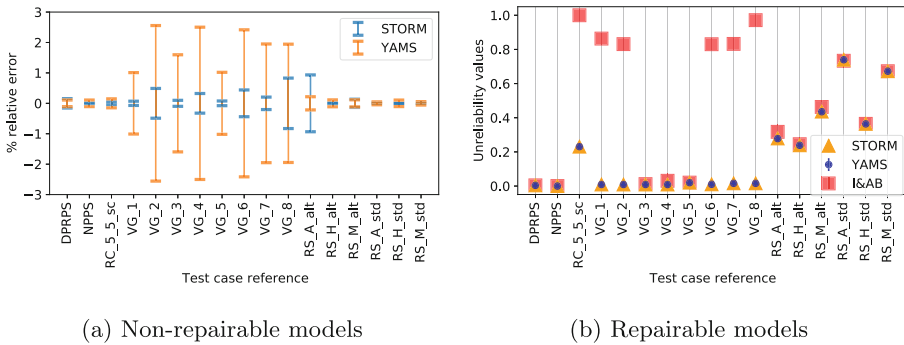 3
2
1
0
−1
−2
−3
% relative error
STORM
YAMS
DPRPS
NPPS
RC_5_5_sc
VG_1
VG_2
VG_3
VG_4
VG_5
VG_6
VG_7
VG_8
RS_A_alt
RS_H_alt
RS_M_alt
RS_A_std
RS_H_std
RS_M_std
Test case reference
(a) Non-repairable models
1.0
0.8
0.6
0.4
0.2
0.0
Unreliability values
STORM
YAMS
I&AB
DPRPS
NPPS
RC_5_5_sc
VG_1
VG_2
VG_3
VG_4
VG_5
VG_6
VG_7
VG_8
RS_A_alt
RS_H_alt
RS_M_alt
RS_A_std
RS_H_std
RS_M_std
Test case reference
(b) Repairable models